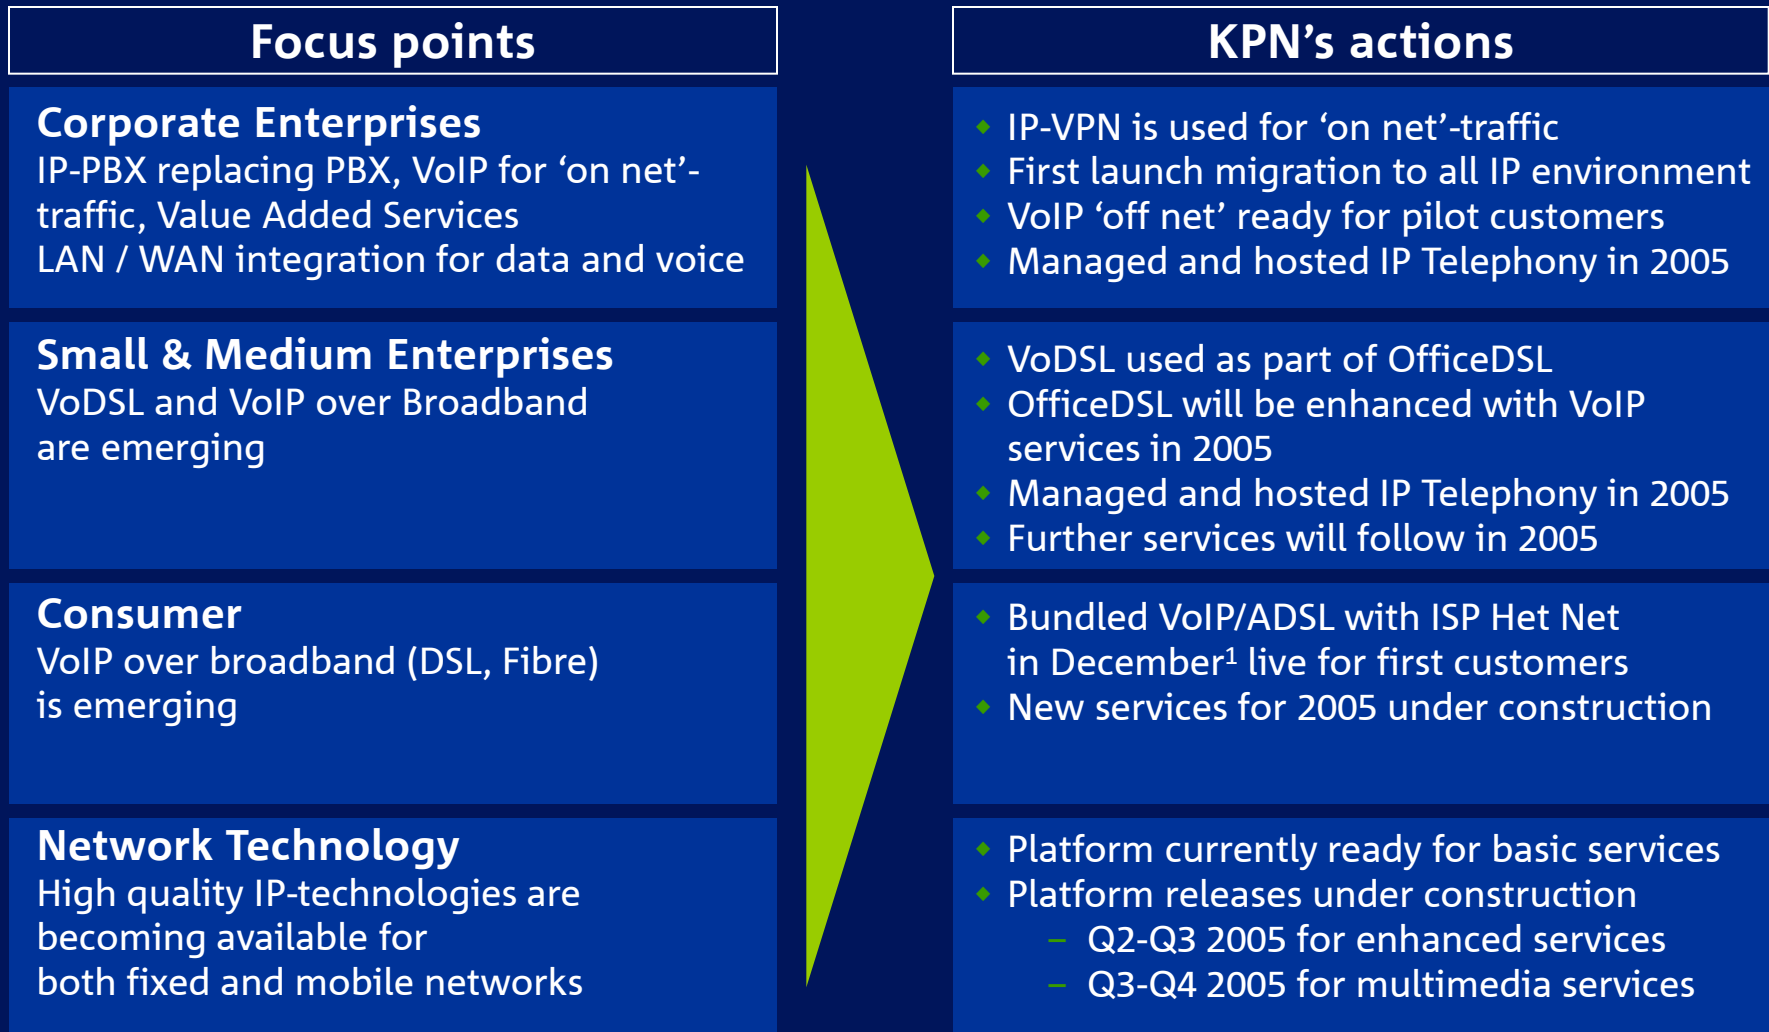 Focus points
KPN’s actions
Corporate Enterprises
IP-PBX replacing PBX, VoIP for ‘on net’-
traffic, Value Added Services
LAN / WAN integration for data and voice
◆ IP-VPN is used for ‘on net’-traffic
◆ First launch migration to all IP environment
◆ VoIP ‘off net’ ready for pilot customers
◆ Managed and hosted IP Telephony in 2005
Small & Medium Enterprises
VoDSL and VoIP over Broadband
are emerging
◆ VoDSL used as part of OfficeDSL
◆ OfficeDSL will be enhanced with VoIP
services in 2005
◆ Managed and hosted IP Telephony in 2005
◆ Further services will follow in 2005
Consumer
VoIP over broadband (DSL, Fibre)
is emerging
◆ Bundled VoIP/ADSL with ISP Het Net
in December¹ live for first customers
◆ New services for 2005 under construction
Network Technology
High quality IP-technologies are
becoming available for
both fixed and mobile networks
◆ Platform currently ready for basic services
◆ Platform releases under construction
– Q2-Q3 2005 for enhanced services
– Q3-Q4 2005 for multimedia services